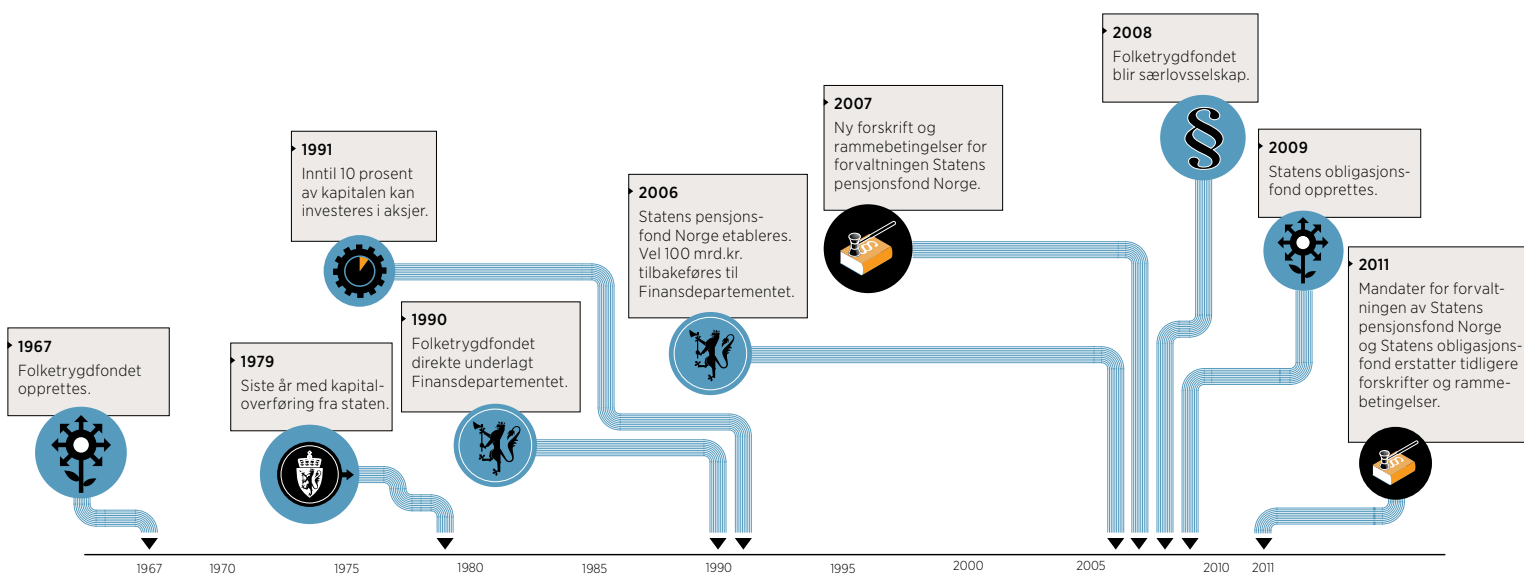 1967
Folketrygdfondet
opprettes.
1979
Siste år med kapital-
overføring fra staten.
1990
Folketrygdfondet
direkte underlagt
Finansdepartementet.
1991
Inntil 10 prosent
av kapitalen kan
investeres i aksjer.
2006
Statens pensjons-
fond Norge etableres.
Vel 100 mrd.kr.
tilbakeføres til
Finansdepartementet.
2007
Ny forskrift og
rammebetingelser for
forvaltningen Statens
pensjonsfond Norge.
2008
Folketrygdfondet
blir særlovsselskap.
§
2009
Statens obligasjons-
fond opprettes.
2011
Mandater for forvalt-
ningen av Statens
pensjonsfond Norge
og Statens obligasjons-
fond erstatter tidligere
forskrifter og ramme-
betingelser.
§
§
1967 1970 1975 1980 1985 1990 1995 2000 2005 2010 2011